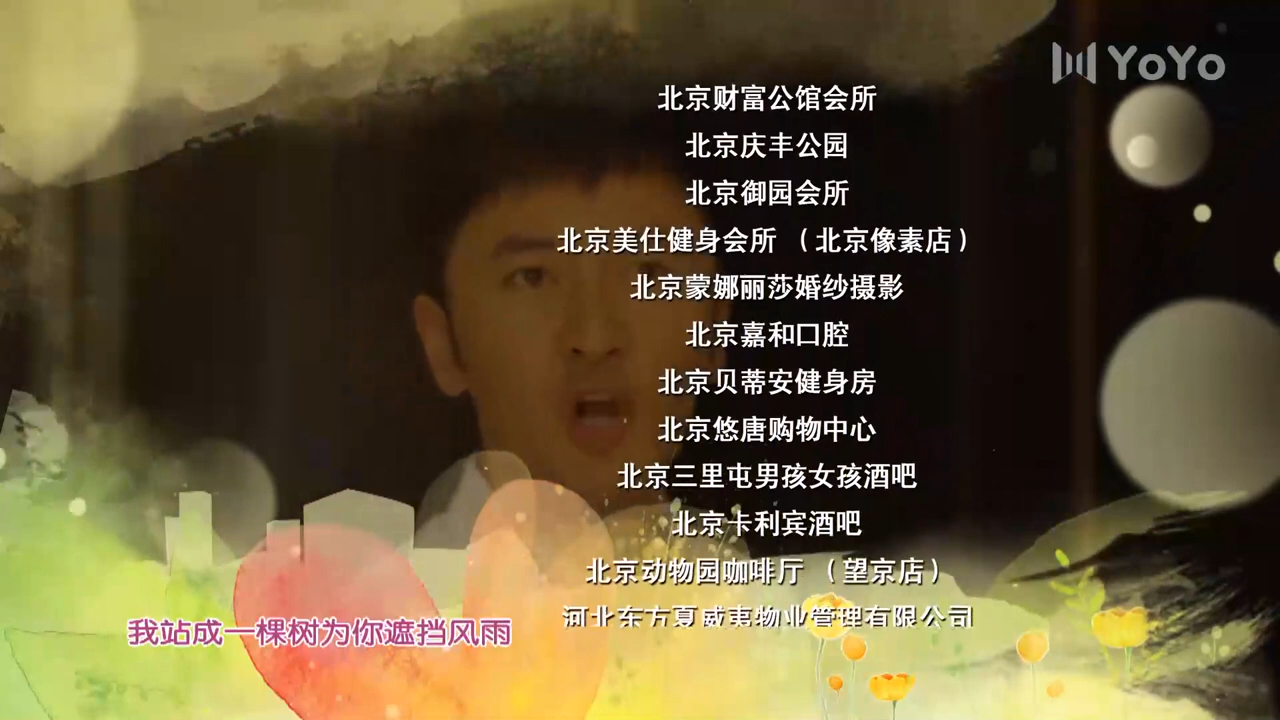 YoYo
北京财富公馆会所
北京庆丰公园
北京御园会所
北京美仕健身会所 （北京像素店）
北京蒙娜丽莎婚纱摄影
北京嘉和口腔
北京贝蒂安健身房
北京悠唐购物中心
北京三里屯男孩女孩酒吧
北京卡利宾酒吧
北京动物园咖啡厅 （望京店）
河北东方夏威夷物业管理有限公司
我站成一棵树为你遮挡风雨